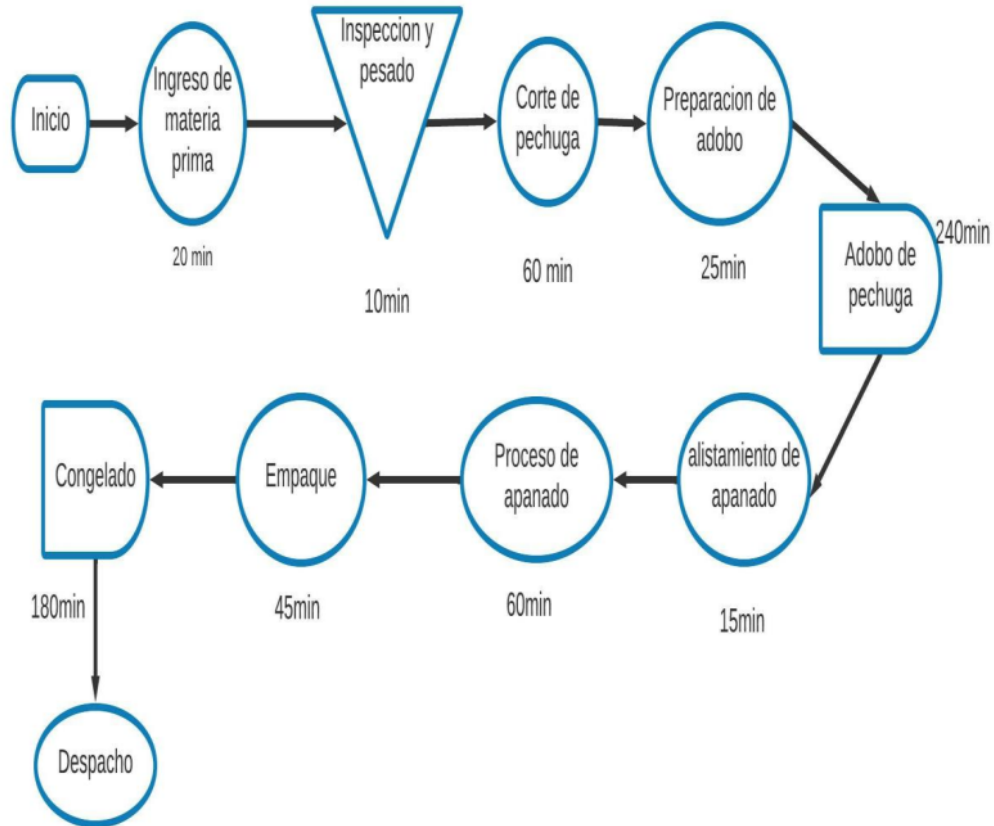 Inicio
Ingreso de
materia
prima
20 min
Inspeccion y
pesado
10min
Corte de
pechuga
60 min
Preparacion de
adobo
25min
Adobo de
pechuga
240min
alistamiento de
apanado
15min
Proceso de
apanado
60min
Empaque
45min
Congelado
180min
Despacho